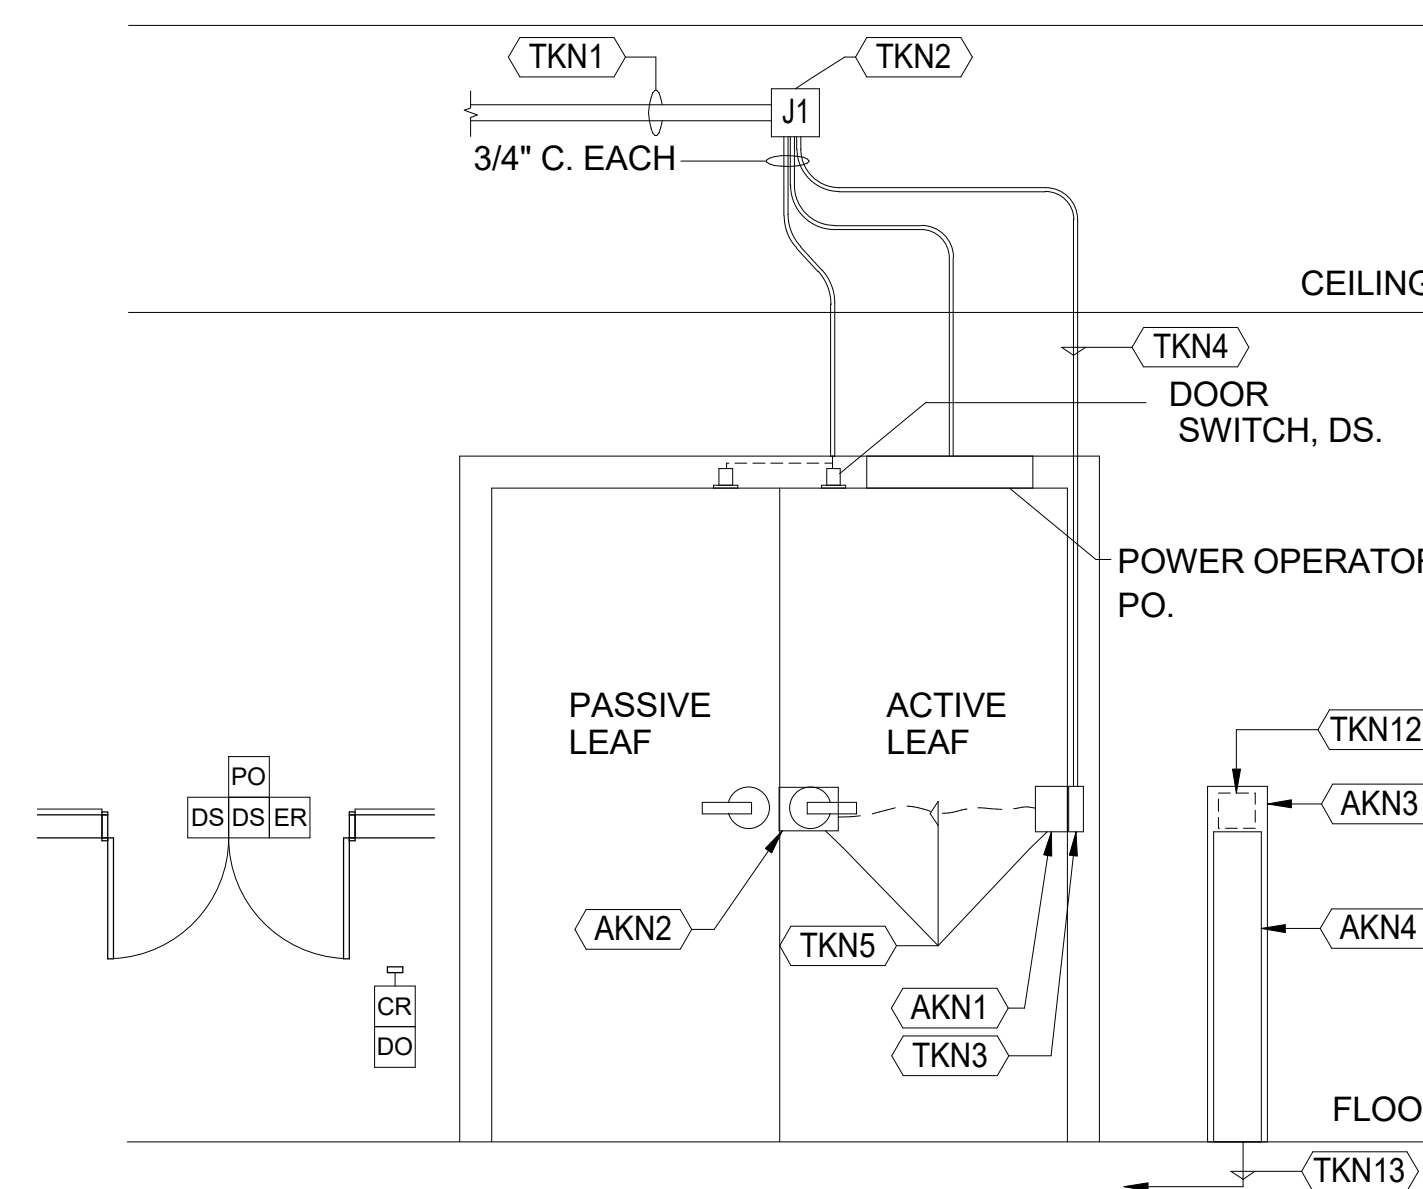 TKN1
TKN2
J1
3/4" C. EACH
CEILING
TKN4
DOOR
SWITCH, DS.
POWER OPERATOR
PO.
PASSIVE
LEAF
ACTIVE
LEAF
TKN12
PO
DS DS ER
AKN3
AKN2
TKN5
AKN4
CR
DO
AKN1
TKN3
FLOO
TKN13